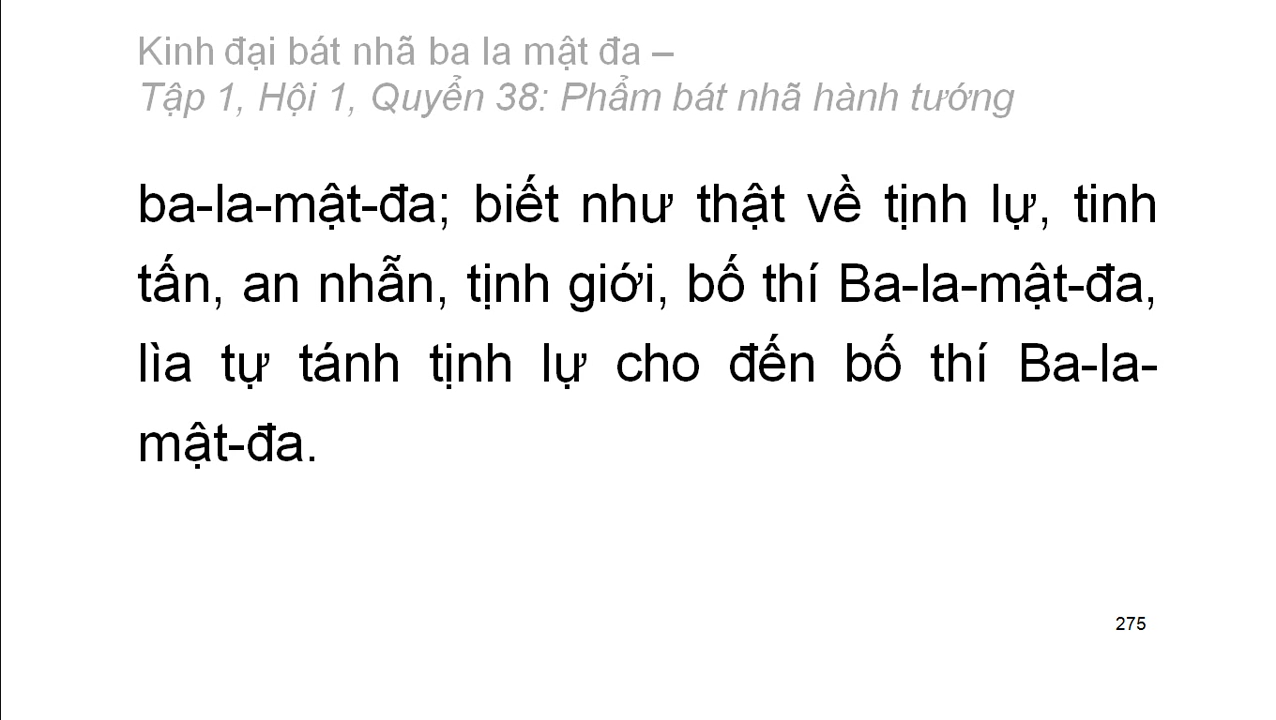 Kinh đại bát nhã ba la mật đa –
Tập 1, Hội 1, Quyển 38: Phẩm bát nhã hành tướng
ba-la-mật-đa; biết như thật về tịnh lự, tinh
tấn, an nhẫn, tịnh giới, bố thí Ba-la-mật-đa,
lìa tự tánh tịnh lự cho đến bố thí Ba-la-
mật-đa.
275